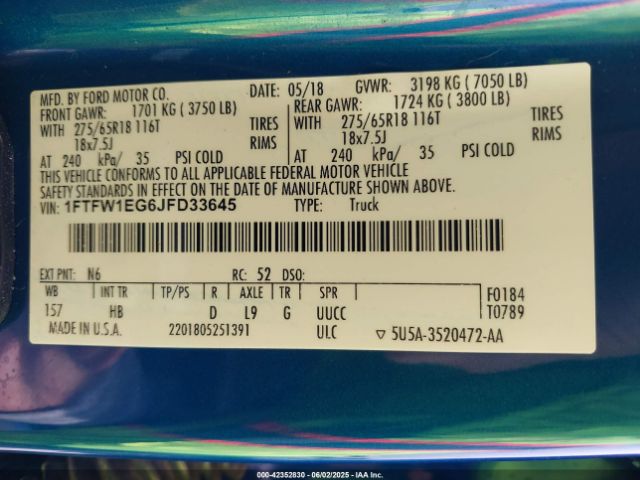 MFD. BY FORD MOTOR CO. DATE: 05/18 GVWR: 3198 KG (7050 LB)
FRONT GAWR: 1701 KG (3750 LB) REAR GAWR: 1724 KG (3800 LB)
WITH 275/65R18 116T TIRES WITH 275/65R18 116T TIRES
18x7.5J RIMS 18x7.5J RIMS
AT 240 kPa/ 35 PSI COLD AT 240 kPa/ 35 PSI COLD
THIS VEHICLE CONFORMS TO ALL APPLICABLE FEDERAL MOTOR VEHICLE
SAFETY STANDARDS IN EFFECT ON THE DATE OF MANUFACTURE SHOWN ABOVE.
VIN: 1FTFW1EG6JFD33645 TYPE: Truck
EXT PNT: N6 RC: 52 DSO:
WB INT TR TP/PS R AXLE TR SPR F0184
157 HB D L9 G UUCC T0789
MADE IN U.S.A. 2201805251391 ULC ▽ 5U5A-3520472-AA
000-42352830 - 06/02/2025 - IAA Inc.